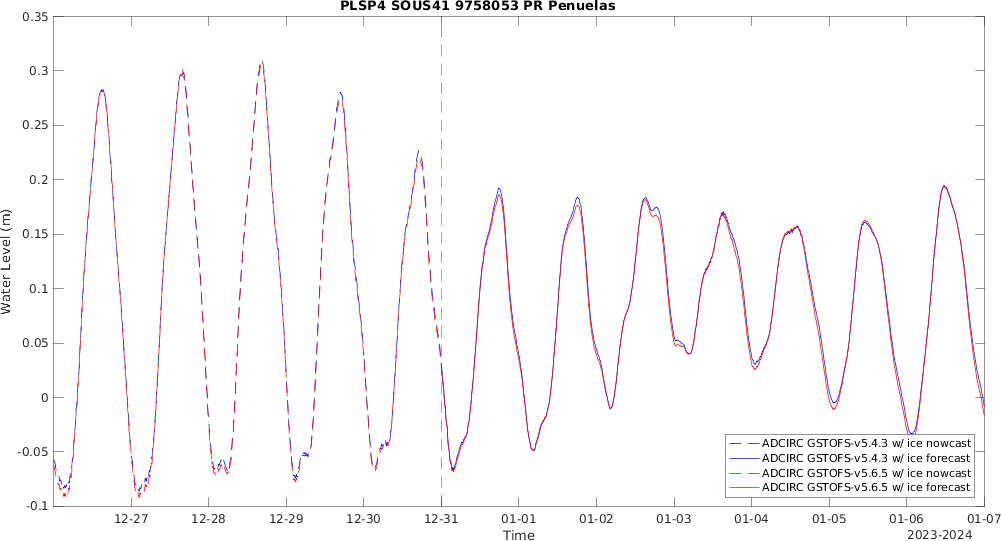 PLSP4 SOUS41 9758053 PR Penuelas
0.35
0.3
0.25
0.2
0.15
0.1
0.05
0
-0.05
-0.1
Water Level (m)
12-27 12-28 12-29 12-30 12-31 01-01 01-02 01-03 01-04 01-05 01-06 01-07
Time
2023-2024
ADCIRC GSTOFS-v5.4.3 w/ ice nowcast
ADCIRC GSTOFS-v5.4.3 w/ ice forecast
ADCIRC GSTOFS-v5.6.5 w/ ice nowcast
ADCIRC GSTOFS-v5.6.5 w/ ice forecast